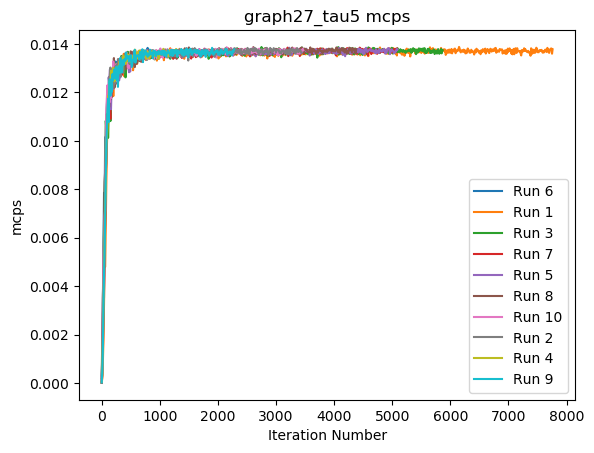 graph27_tau5 mcps
0.014
0.012
0.010
0.008
0.006
0.004
0.002
0.000
mcps
Run 6
Run 1
Run 3
Run 7
Run 5
Run 8
Run 10
Run 2
Run 4
Run 9
0 1000 2000 3000 4000 5000 6000 7000 8000
Iteration Number